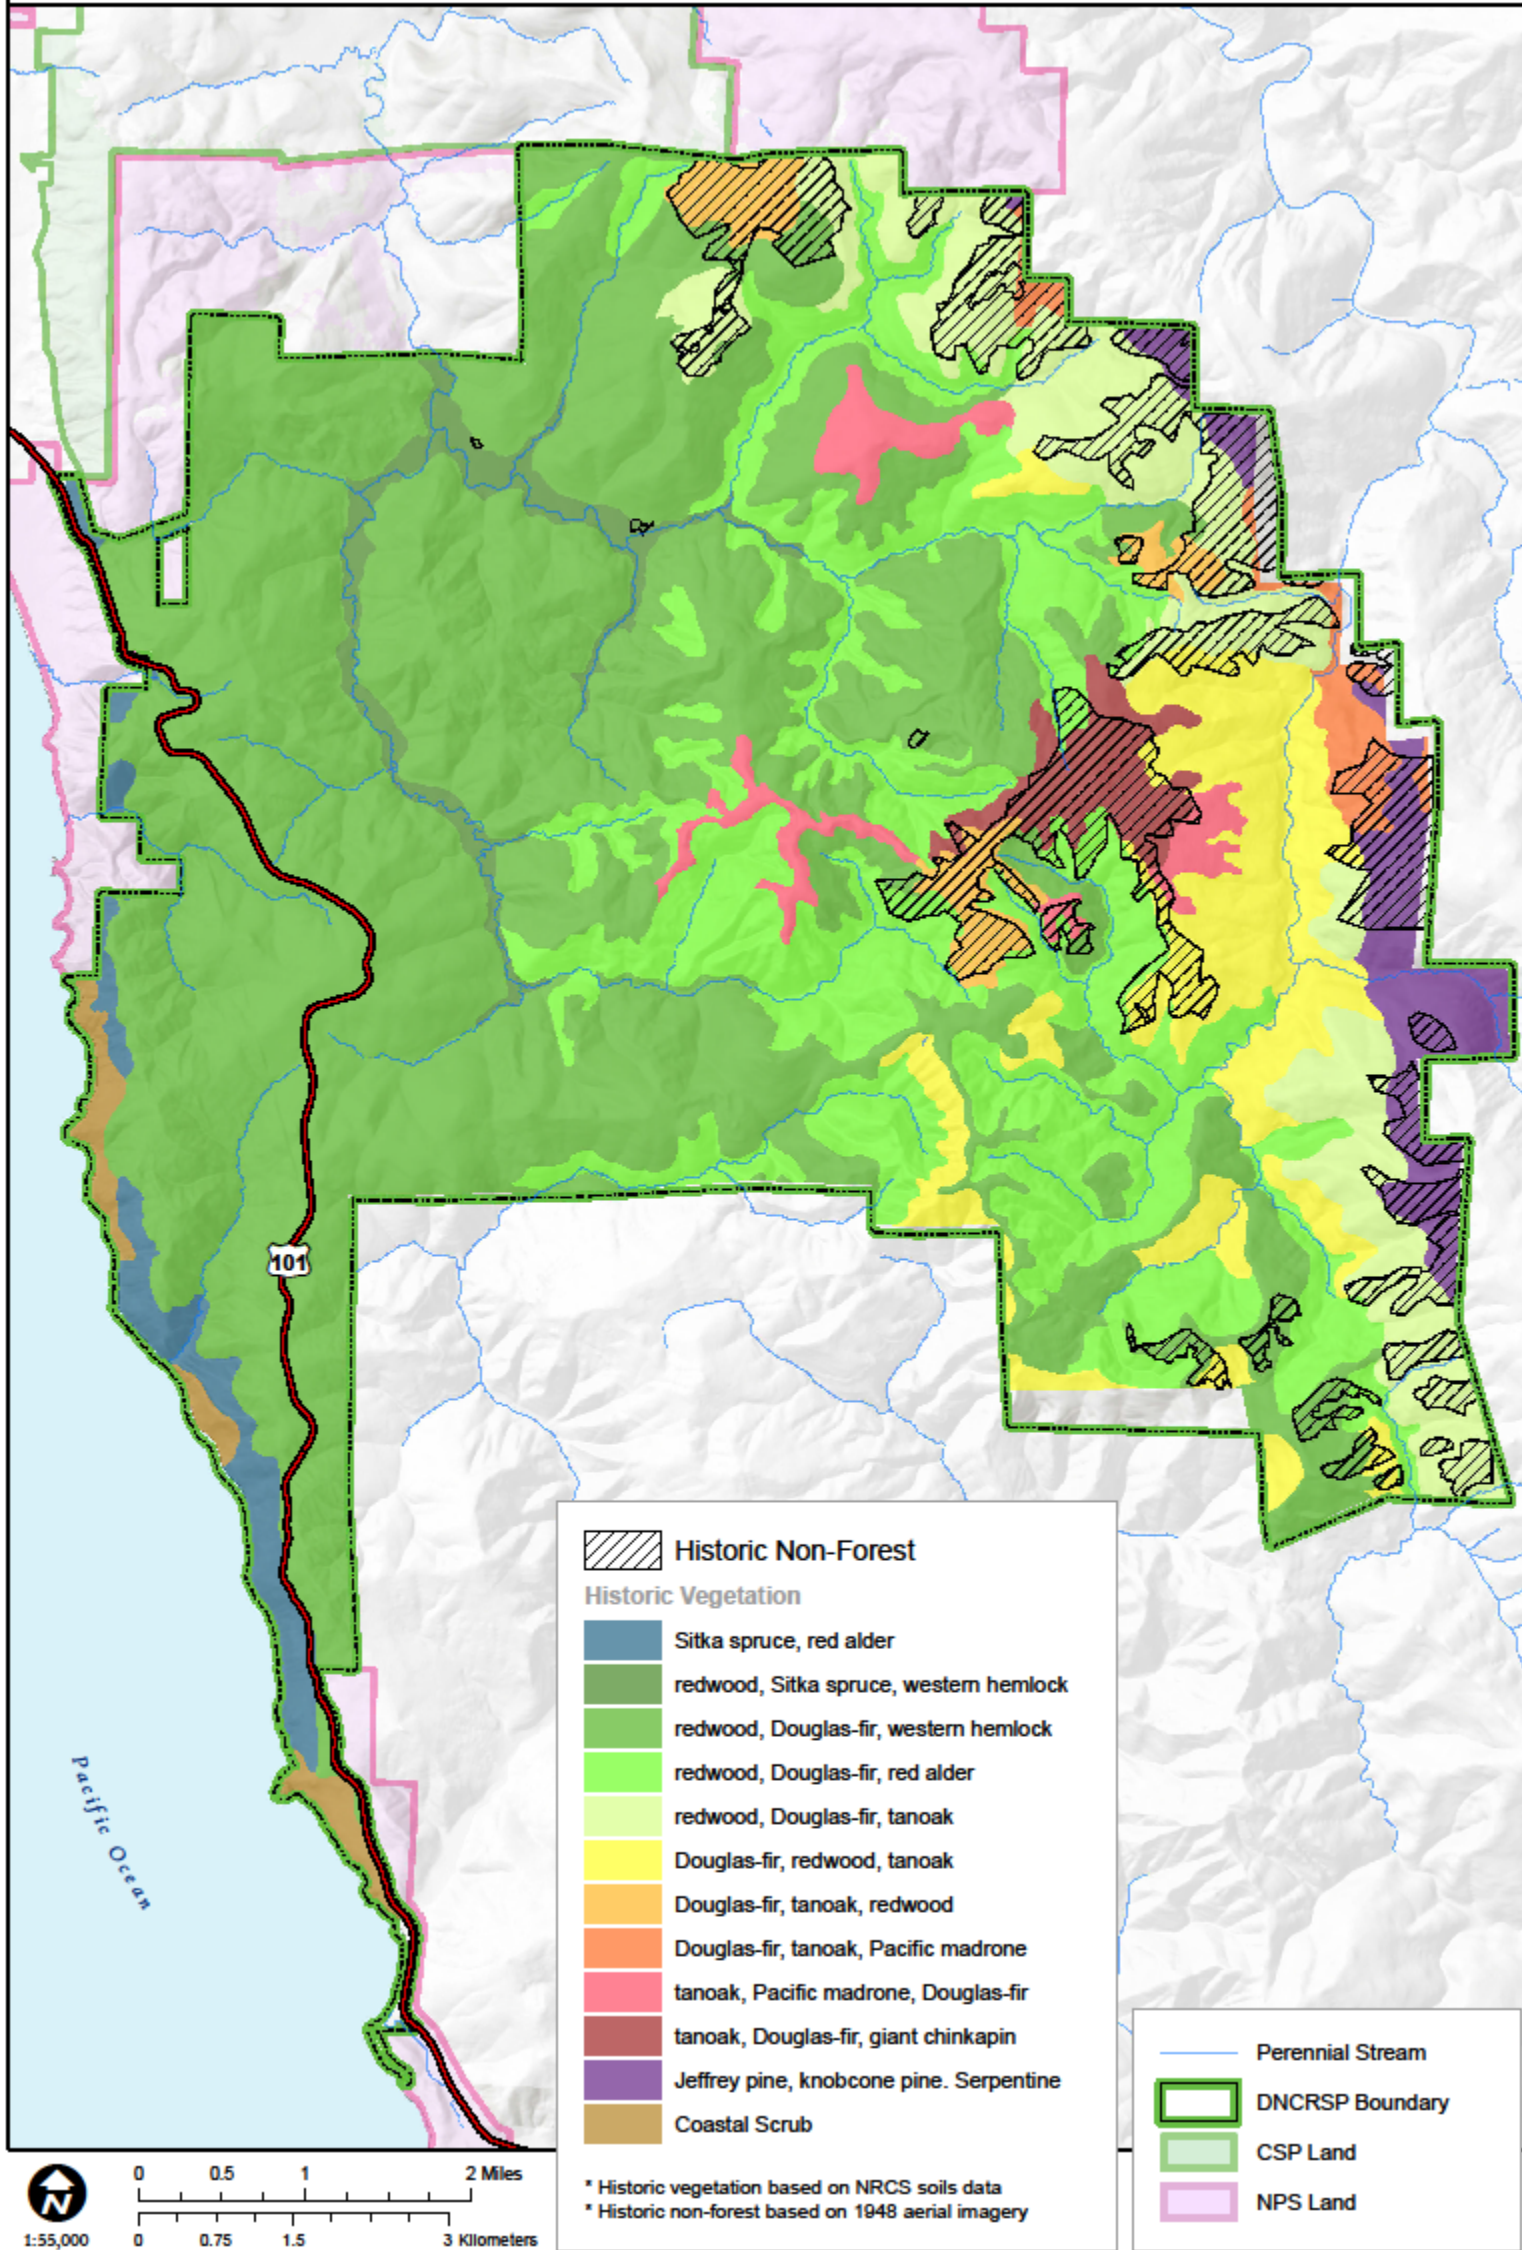 101
Pacific Ocean
Historic Non-Forest
Historic Vegetation
Sitka spruce, red alder
redwood, Sitka spruce, western hemlock
redwood, Douglas-fir, western hemlock
redwood, Douglas-fir, red alder
redwood, Douglas-fir, tanoak
Douglas-fir, redwood, tanoak
Douglas-fir, tanoak, redwood
Douglas-fir, tanoak, Pacific madrone
tanoak, Pacific madrone, Douglas-fir
tanoak, Douglas-fir, giant chinkapin
Jeffrey pine, knobcone pine. Serpentine
Coastal Scrub
* Historic vegetation based on NRCS soils data
* Historic non-forest based on 1948 aerial imagery
Perennial Stream
DNCRSP Boundary
CSP Land
NPS Land
N
1:55,000
0 0.5 1 2 Miles
0 0.75 1.5 3 Kilometers